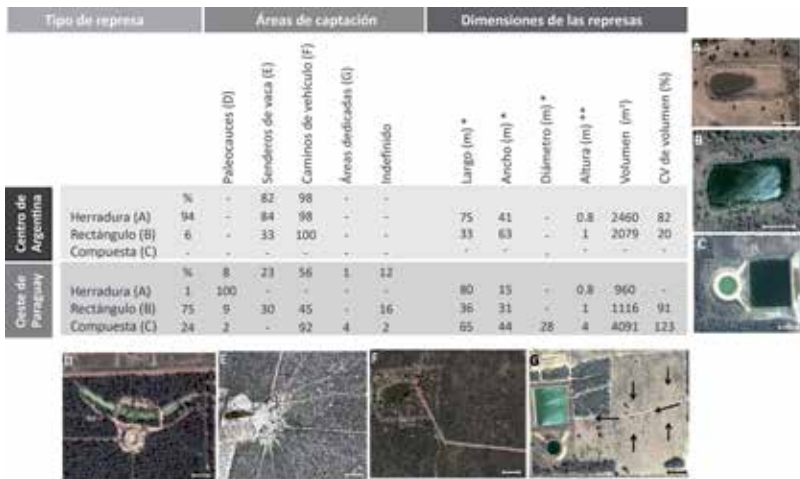 Tipo de represa Áreas de captación Dimensiones de las represas
Paleocauces (D) Senderos de vaca (E) Caminos de vehículo (F) Áreas dedicadas (G) Indefinido Largo (m) * Ancho (m) * Diámetro (m) * Altura (m) ** Volumen (m³) CV de volumen (%)
Centro de Argentina
% - 82 98 - -
Herradura (A) 94 - 84 98 - - 75 41 - 0.8 2460 82
Rectángulo (B) 6 - 33 100 - - 33 63 - 1 2079 20
Compuesta (C) - - - - - - - - - - - -
Oeste de Paraguay
% 8 23 56 1 12
Herradura (A) 1 100 - - - - 80 15 - 0.8 960 -
Rectángulo (B) 75 9 30 45 - 16 36 31 - 1 1116 91
Compuesta (C) 24 2 - 92 4 2 65 44 28 4 4091 123
A
B
C
D E F G